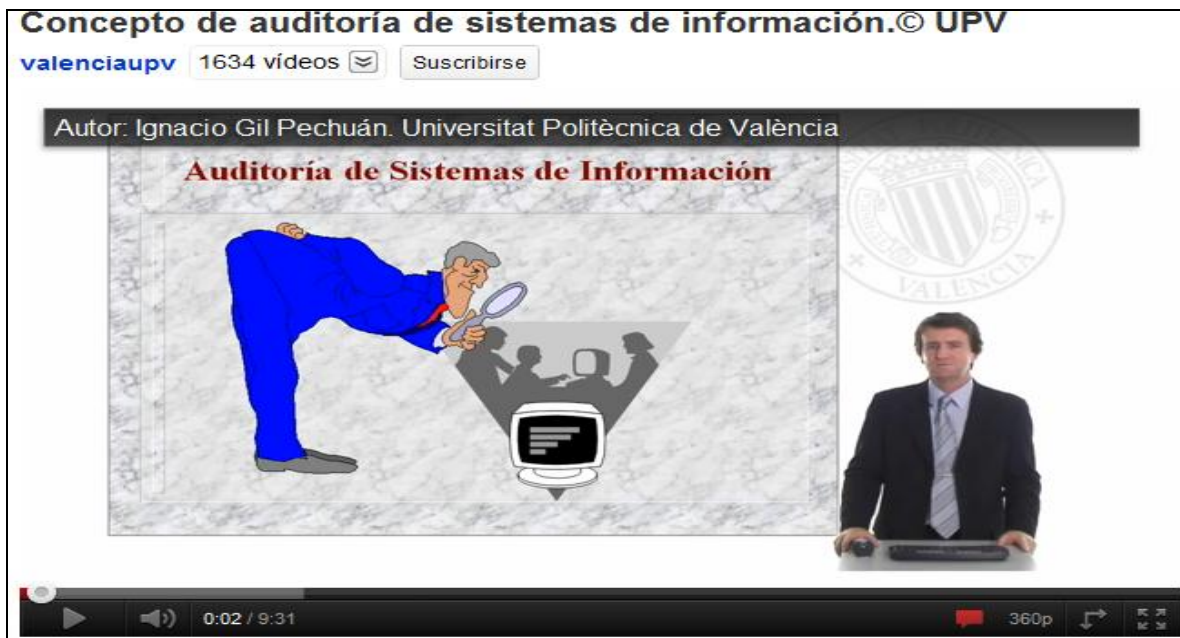 Concepto de auditoría de sistemas de información.© UPV
valenciaupv 1634 vídeos Suscribirse
Autor: Ignacio Gil Pechuán. Universitat Politècnica de València
Auditoría de Sistemas de Información
VALENCIA
0:02 / 9:31 360p